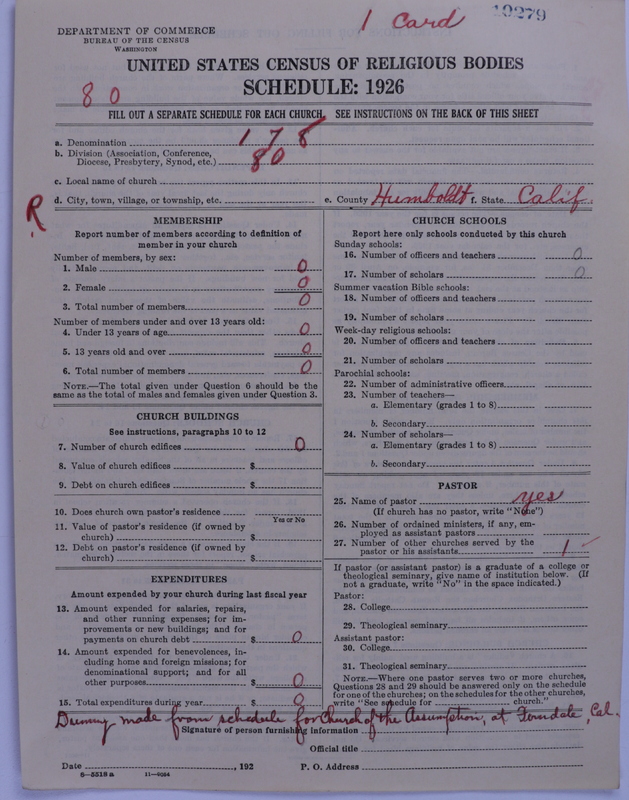 1 Card
19279
DEPARTMENT OF COMMERCE
BUREAU OF THE CENSUS
WASHINGTON
UNITED STATES CENSUS OF RELIGIOUS BODIES
SCHEDULE: 1926
8 0
FILL OUT A SEPARATE SCHEDULE FOR EACH CHURCH. SEE INSTRUCTIONS ON THE BACK OF THIS SHEET
a. Denomination 178
b. Division (Association, Conference,
Diocese, Presbytery, Synod, etc.) 80
c. Local name of church
R
d. City, town, village, or township, etc. e. County Humboldt f. State Calif.
MEMBERSHIP
Report number of members according to definition of
member in your church
Number of members, by sex:
1. Male 0
2. Female 0
3. Total number of members 0
Number of members under and over 13 years old:
4. Under 13 years of age 0
5. 13 years old and over 0
6. Total number of members 0
NOTE.—The total given under Question 6 should be the
same as the total of males and females given under Question 3.
CHURCH BUILDINGS
See instructions, paragraphs 10 to 12
7. Number of church edifices 0
8. Value of church edifices $
9. Debt on church edifices $
10. Does church own pastor's residence
Yes or No
11. Value of pastor's residence (if owned by
church) $
12. Debt on pastor's residence (if owned by
church) $
EXPENDITURES
Amount expended by your church during last fiscal year
13. Amount expended for salaries, repairs,
and other running expenses; for im-
provements or new buildings; and for
payments on church debt $ 0
14. Amount expended for benevolences, in-
cluding home and foreign missions; for
denominational support; and for all
other purposes $ 0
15. Total expenditures during year $ 0
CHURCH SCHOOLS
Report here only schools conducted by this church
Sunday schools:
16. Number of officers and teachers 0
17. Number of scholars 0
Summer vacation Bible schools:
18. Number of officers and teachers
19. Number of scholars
Week-day religious schools:
20. Number of officers and teachers
21. Number of scholars
Parochial schools:
22. Number of administrative officers
23. Number of teachers—
a. Elementary (grades 1 to 8)
b. Secondary
24. Number of scholars—
a. Elementary (grades 1 to 8)
b. Secondary
PASTOR
25. Name of pastor yes
(If church has no pastor, write "None")
26. Number of ordained ministers, if any, em-
ployed as assistant pastors
27. Number of other churches served by the
pastor or his assistants 1
If pastor (or assistant pastor) is a graduate of a college or
theological seminary, give name of institution below. (If
not a graduate, write "No" in the space indicated.)
Pastor:
28. College
29. Theological seminary
Assistant pastor:
30. College
31. Theological seminary
NOTE.—Where one pastor serves two or more churches,
Questions 28 and 29 should be answered only on the schedule
for one of the churches; on the schedules for the other churches,
write "See schedule for church."
Dummy made from schedule for Church of the Assumption, at Ferndale, Cal.
Signature of person furnishing information
Official title
Date , 192 P. O. Address
6-5518 a 11-9094